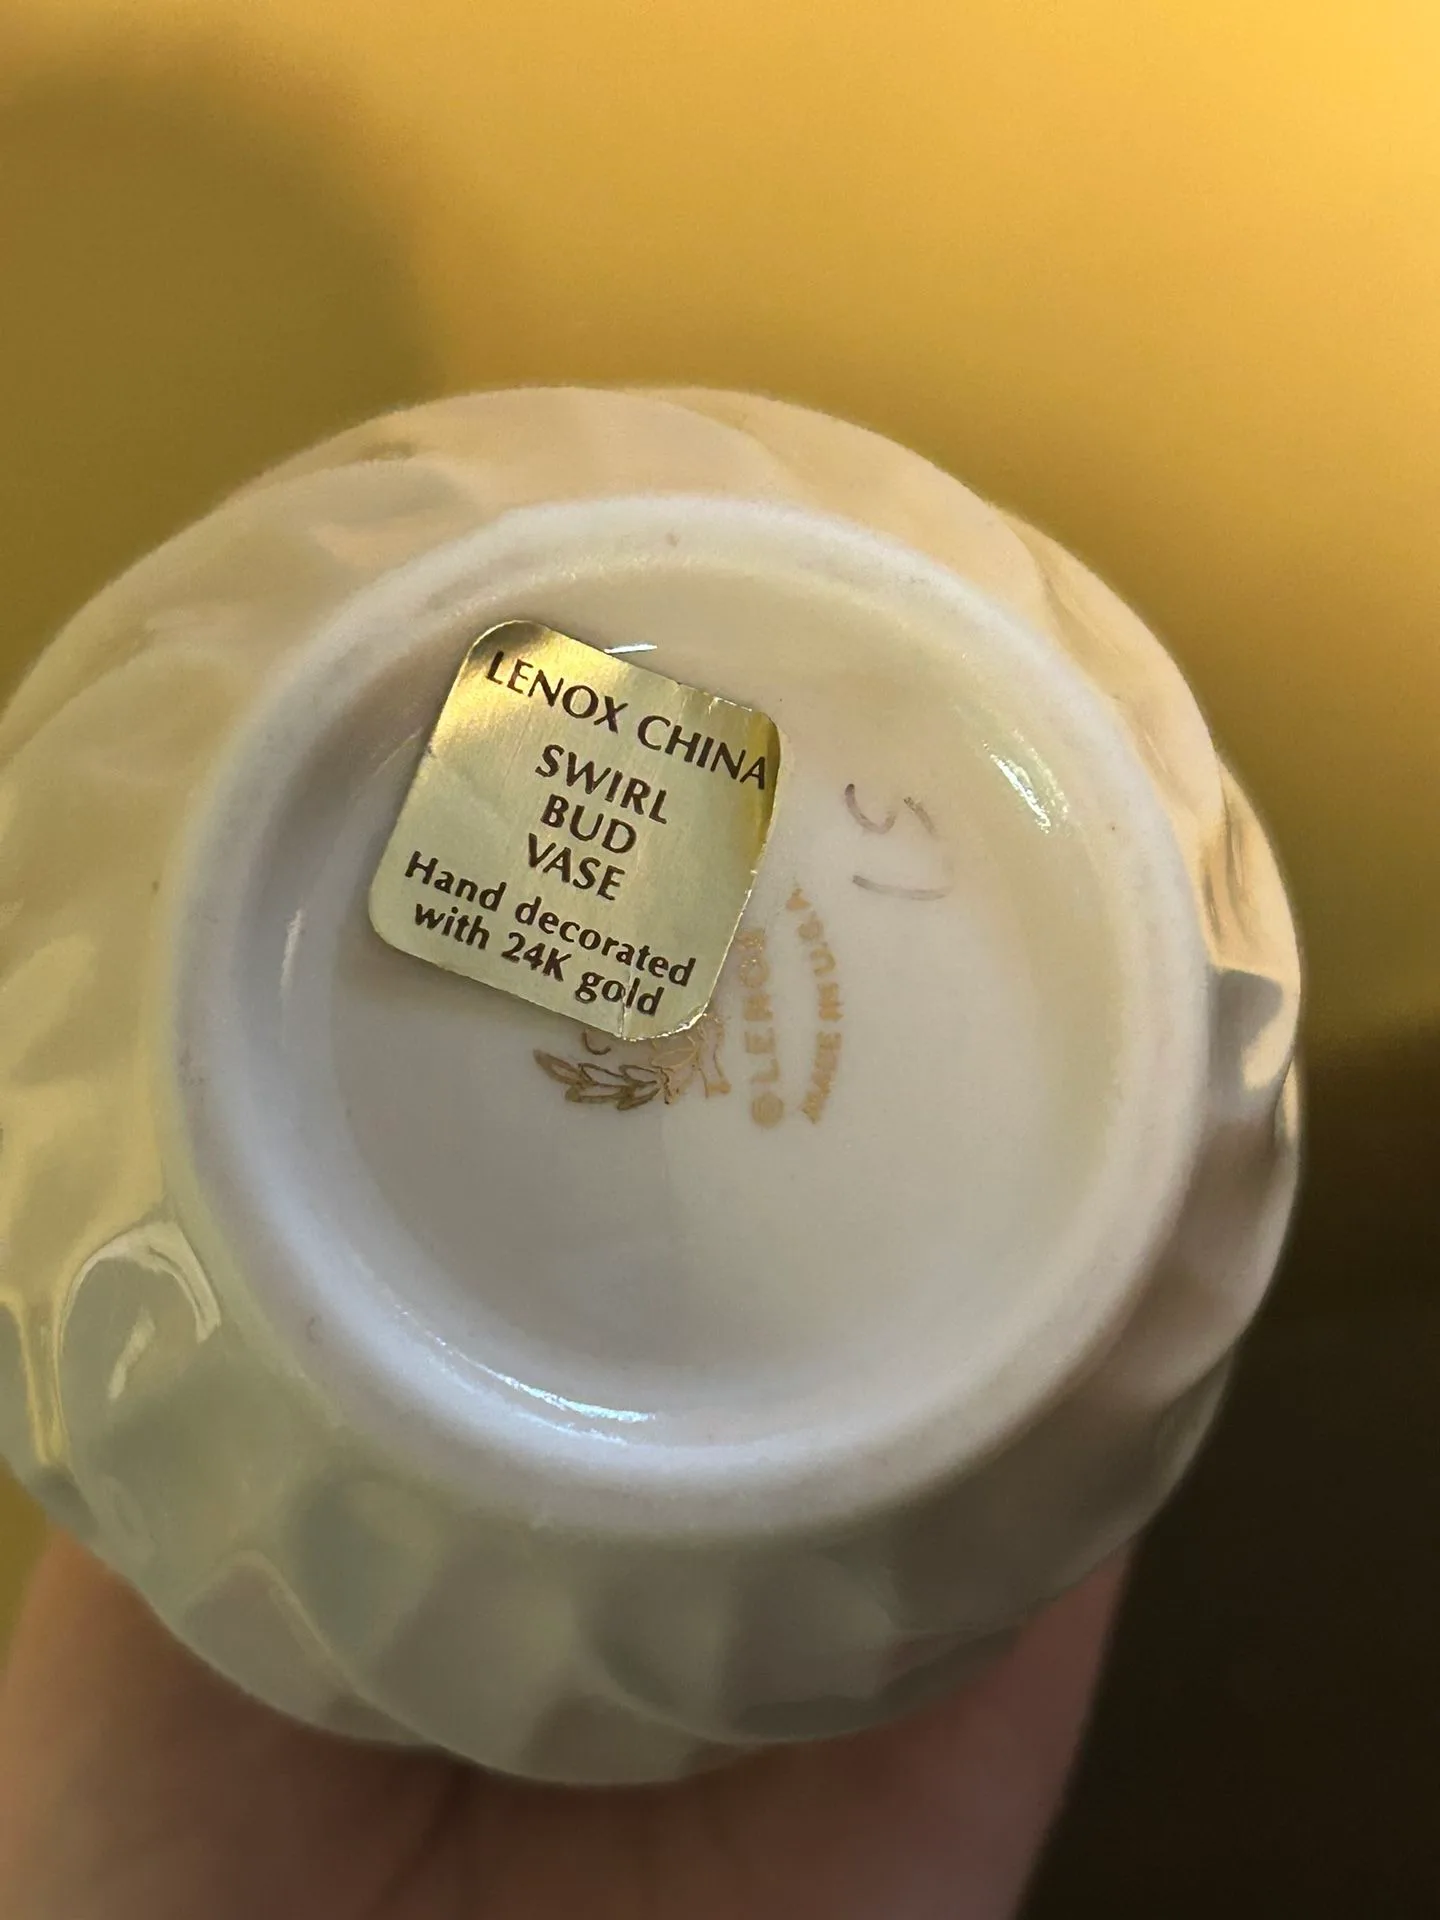 LENOX CHINA
SWIRL
BUD
VASE
Hand decorated
with 24K gold
©LENOX
MADE IN U.S.A